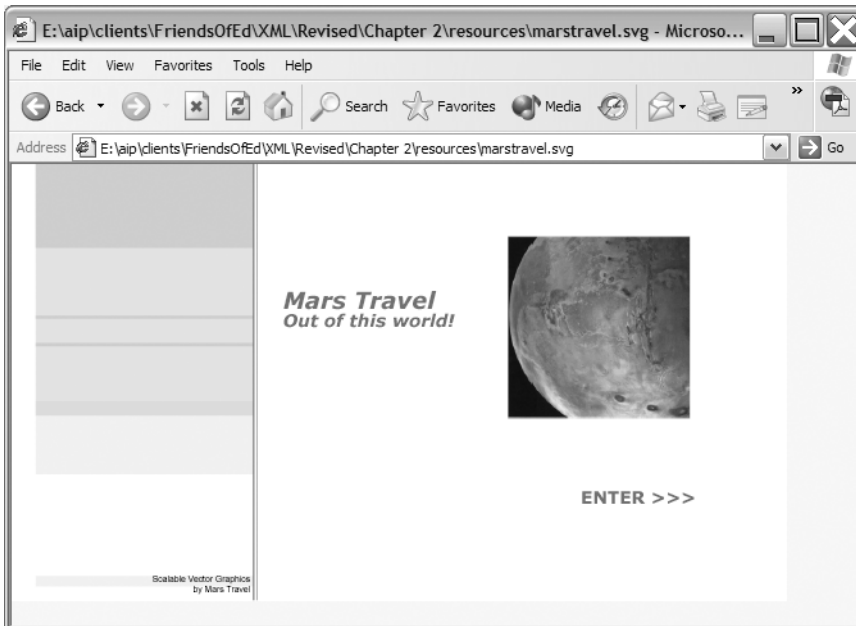 E:\aip\clients\FriendsOfEd\XML\Revised\Chapter 2\resources\marstravel.svg - Microso...
File Edit View Favorites Tools Help
Back Search Favorites Media »
Address E:\aip\clients\FriendsOfEd\XML\Revised\Chapter 2\resources\marstravel.svg Go
Mars Travel
Out of this world!
ENTER >>>
Scalable Vector Graphics
by Mars Travel